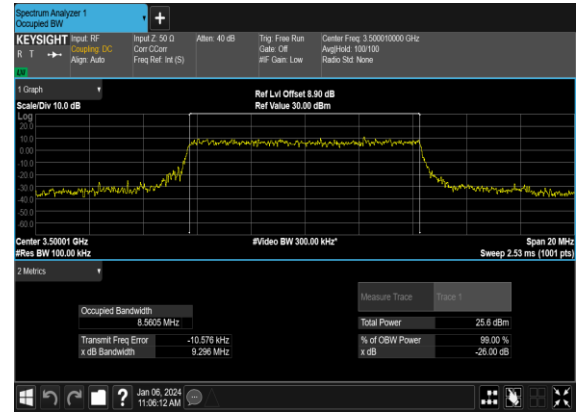 Spectrum Analyzer 1
Occupied BW
+
KEYSIGHT Input: RF Input Z: 50 Ω Atten: 40 dB Trig: Free Run Center Freq: 3.500010000 GHz
R T Coupling: DC Corr CCorr Gate: Off Avg|Hold: 100/100
Align: Auto Freq Ref: Int (S) #IF Gain: Low Radio Std: None
LXI
1 Graph
Ref Lvl Offset 8.90 dB
Scale/Div 10.0 dB Ref Value 30.00 dBm
Log
20.0
10.0
0.00
-10.0
-20.0
-30.0
-40.0
-50.0
-60.0
Center 3.50001 GHz #Video BW 300.00 kHz* Span 20 MHz
#Res BW 100.00 kHz Sweep 2.53 ms (1001 pts)
2 Metrics
Measure Trace Trace 1
Occupied Bandwidth
8.5605 MHz
Total Power 25.6 dBm
Transmit Freq Error -10.576 kHz
% of OBW Power 99.00 %
x dB Bandwidth 9.296 MHz
x dB -26.00 dB
?
Jan 06, 2024
11:06:12 AM